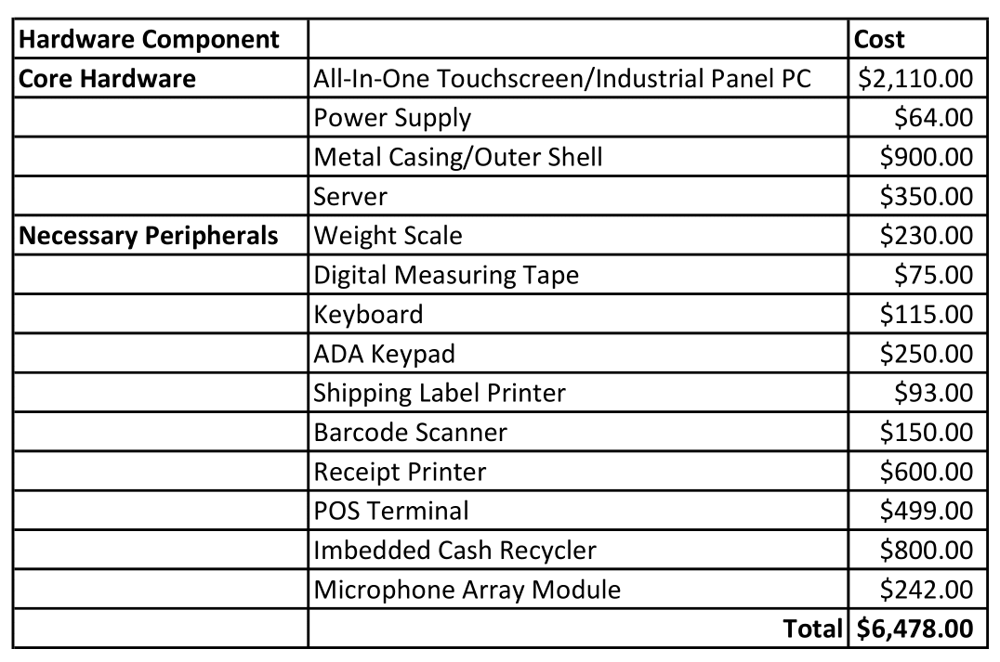 Hardware Component Cost
Core Hardware All-In-One Touchscreen/Industrial Panel PC $2,110.00
Power Supply $64.00
Metal Casing/Outer Shell $900.00
Server $350.00
Necessary Peripherals Weight Scale $230.00
Digital Measuring Tape $75.00
Keyboard $115.00
ADA Keypad $250.00
Shipping Label Printer $93.00
Barcode Scanner $150.00
Receipt Printer $600.00
POS Terminal $499.00
Imbedded Cash Recycler $800.00
Microphone Array Module $242.00
Total $6,478.00